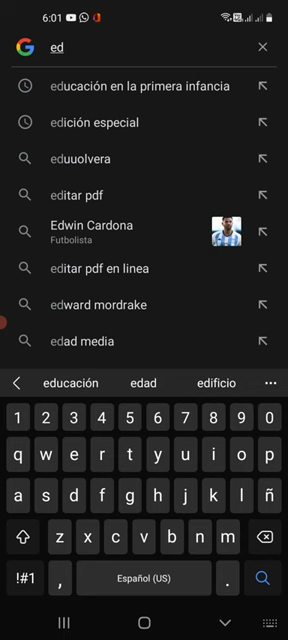 6:01
ed
educación en la primera infancia
edición especial
eduuolvera
editar pdf
Edwin Cardona
Futbolista
editar pdf en linea
edward mordrake
edad media
educación edad edificio
1 2 3 4 5 6 7 8 9 0
q w e r t y u i o p
a s d f g h j k l ñ
z x c v b n m
!#1 , Español (US) .